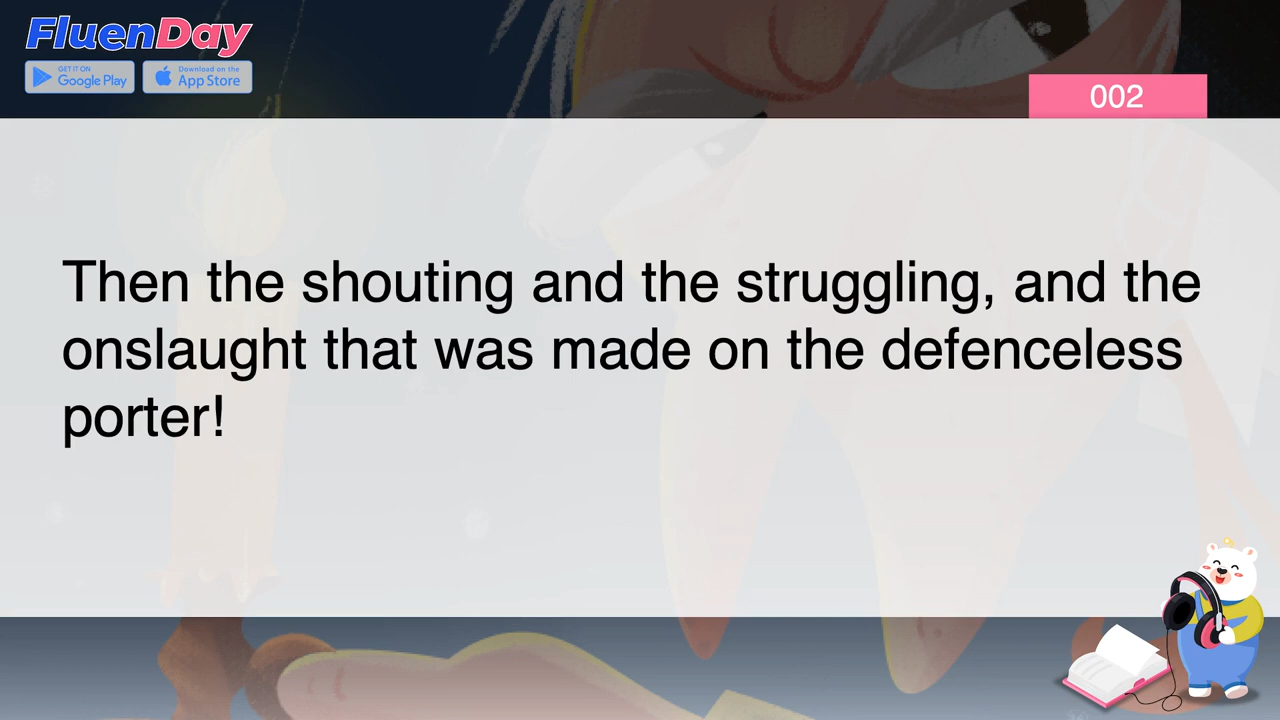 FluenDay
GET IT ON
Google Play
Download on the
App Store
002
Then the shouting and the struggling, and the
onslaught that was made on the defenceless
porter!